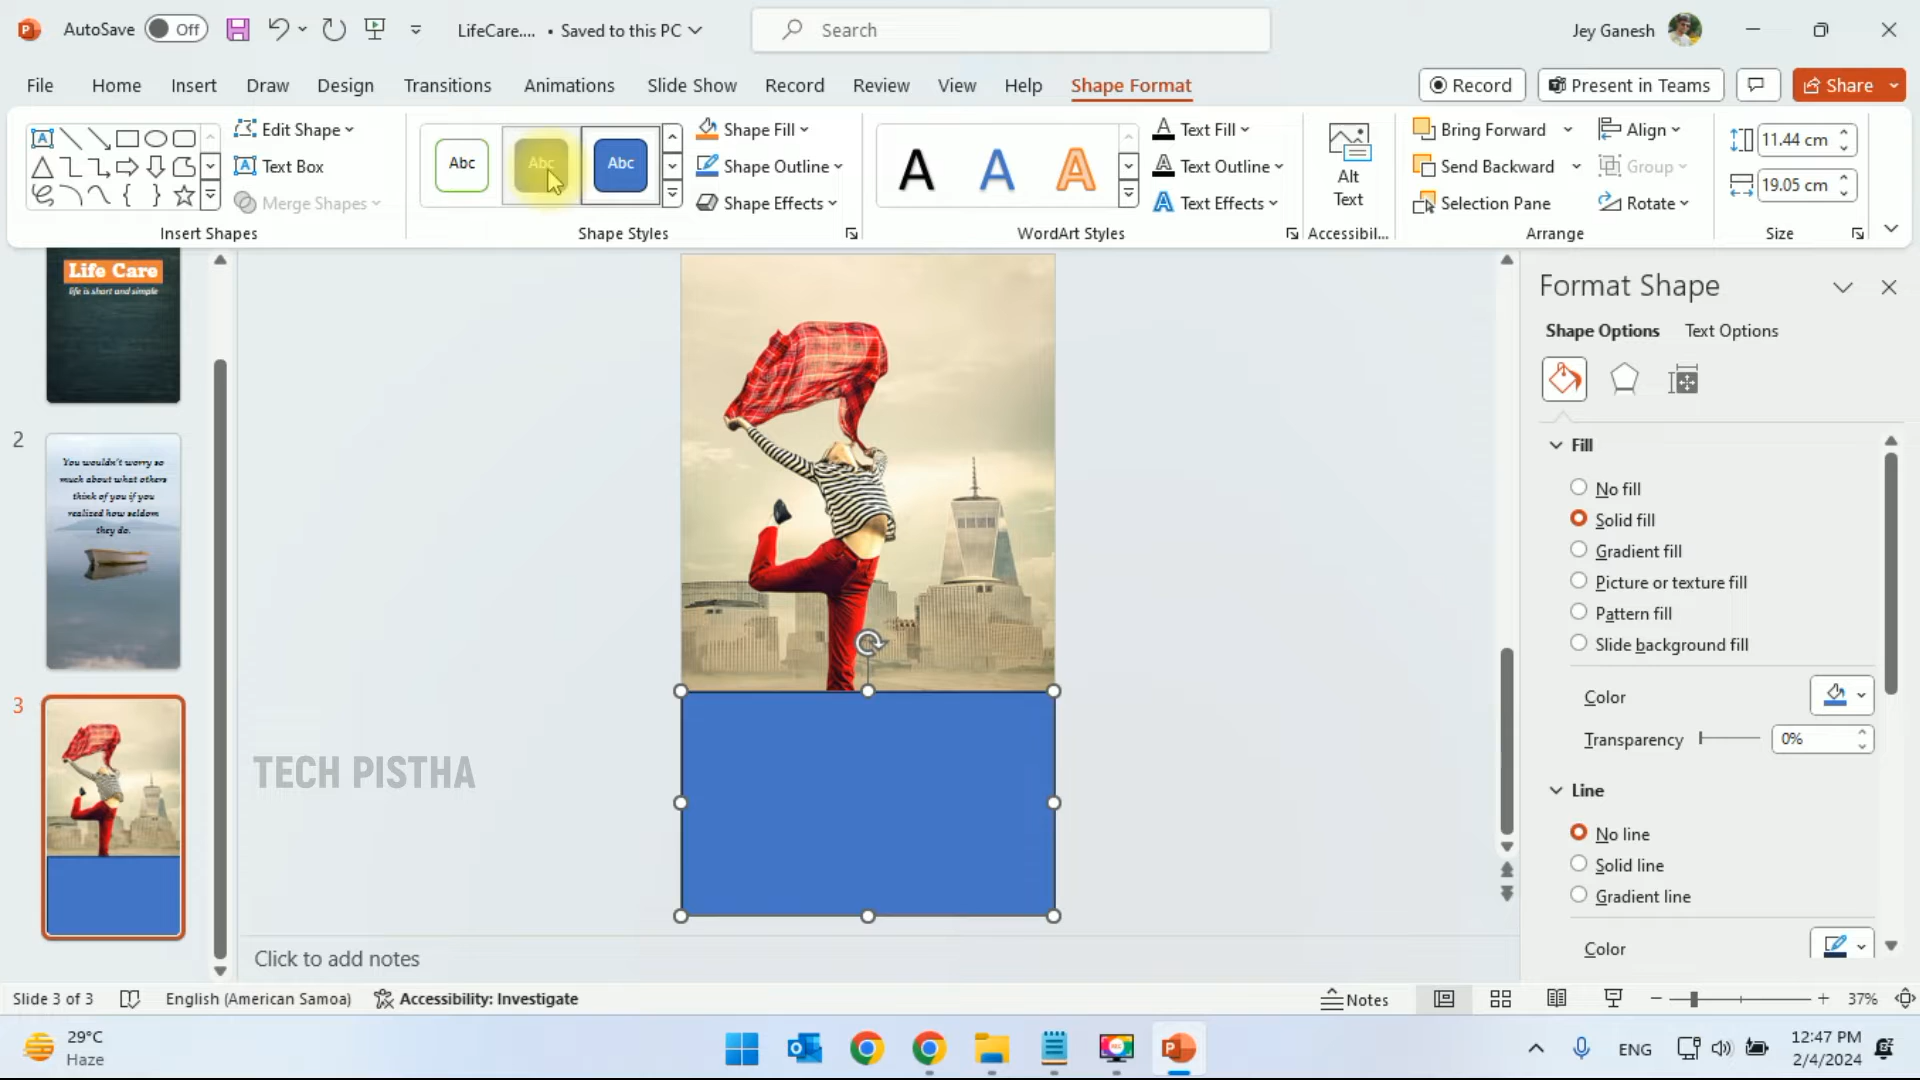 AutoSave Off LifeCare.... • Saved to this PC Search Jey Ganesh
File Home Insert Draw Design Transitions Animations Slide Show Record Review View Help Shape Format Record Present in Teams Share
Edit Shape
Text Box
Merge Shapes
Insert Shapes
Abc Abc Abc
Shape Fill
Shape Outline
Shape Effects
Shape Styles
A A A
Text Fill
Text Outline
Text Effects
WordArt Styles
Alt
Text
Accessibil...
Bring Forward
Send Backward
Selection Pane
Align
Group
Rotate
Arrange
11.44 cm
19.05 cm
Size
Life Care
life is short and simple
2
You wouldn't worry so
much about what others
think of you if you
realized how seldom
they do.
3
TECH PISTHA
Click to add notes
Format Shape
Shape Options Text Options
Fill
No fill
Solid fill
Gradient fill
Picture or texture fill
Pattern fill
Slide background fill
Color
Transparency 0%
Line
No line
Solid line
Gradient line
Color
Slide 3 of 3 English (American Samoa) Accessibility: Investigate Notes 37%
29°C
Haze
ENG
12:47 PM
2/4/2024